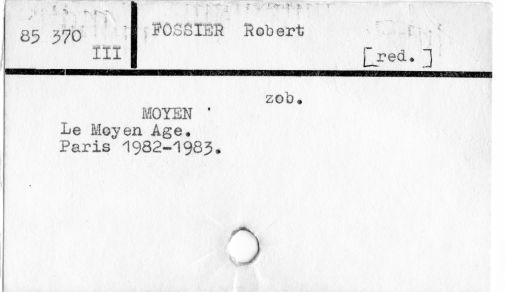 85 370
III
FOSSIER Robert
[red.]
zob.
MOYEN
Le Moyen Age.
Paris 1982-1983.